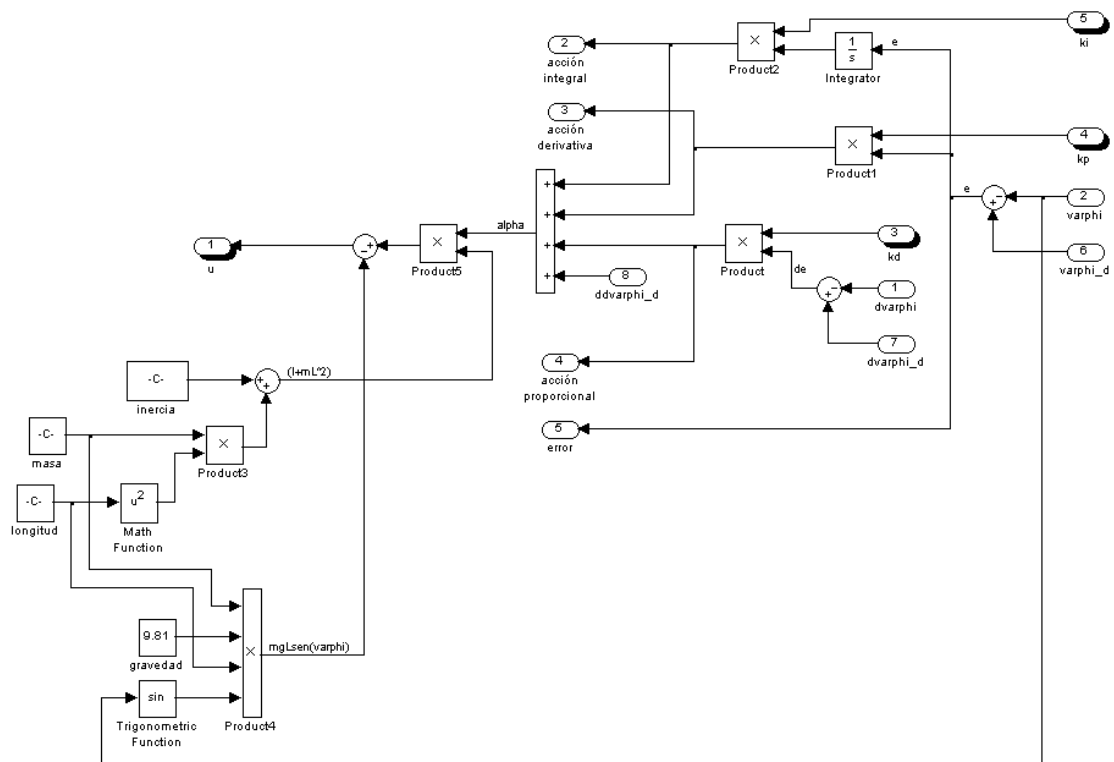 5
ki
×
Product2
1
s
Integrator
e
2
acción
integral
3
acción
derivativa
×
Product1
4
kp
e
+
−
2
varphi
6
varphi_d
+
+
+
+
alpha
×
Product5
− +
1
u
×
Product
3
kd
de
+
−
1
dvarphi
7
dvarphi_d
8
ddvarphi_d
4
acción
proporcional
5
error
-C-
inercia
+
+
(I+mL^2)
-C-
masa
×
Product3
-C-
longitud
u^2
Math
Function
9.81
gravedad
sin
Trigonometric
Function
×
Product4
mgLsen(varphi)